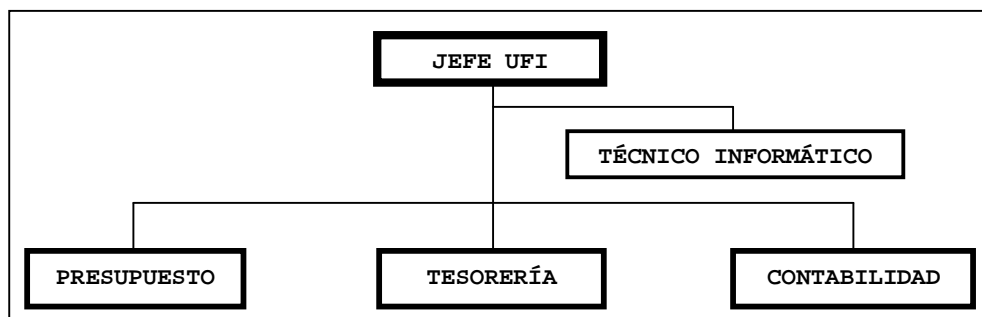 JEFE UFI
TÉCNICO INFORMÁTICO
PRESUPUESTO
TESORERÍA
CONTABILIDAD